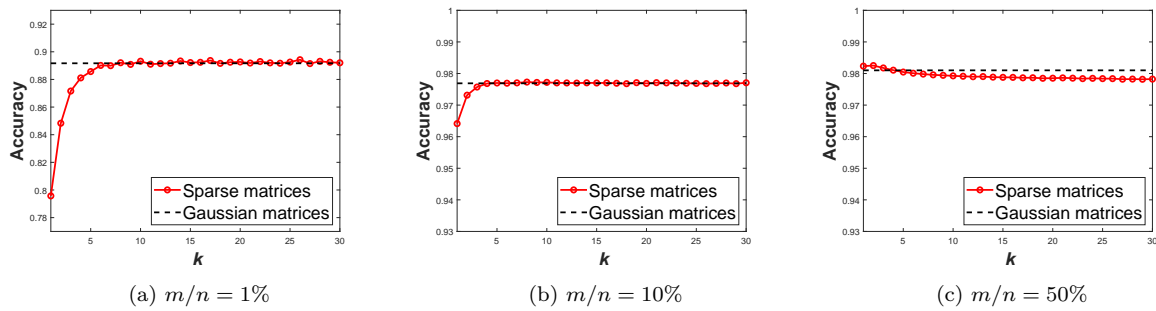 0.92
0.9
0.88
0.86
0.84
0.82
0.8
0.78
Accuracy
5 10 15 20 25 30
k
Sparse matrices
Gaussian matrices
(a) m/n = 1%
1
0.99
0.98
0.97
0.96
0.95
0.94
0.93
Accuracy
5 10 15 20 25 30
k
Sparse matrices
Gaussian matrices
(b) m/n = 10%
1
0.99
0.98
0.97
0.96
0.95
0.94
0.93
Accuracy
5 10 15 20 25 30
k
Sparse matrices
Gaussian matrices
(c) m/n = 50%